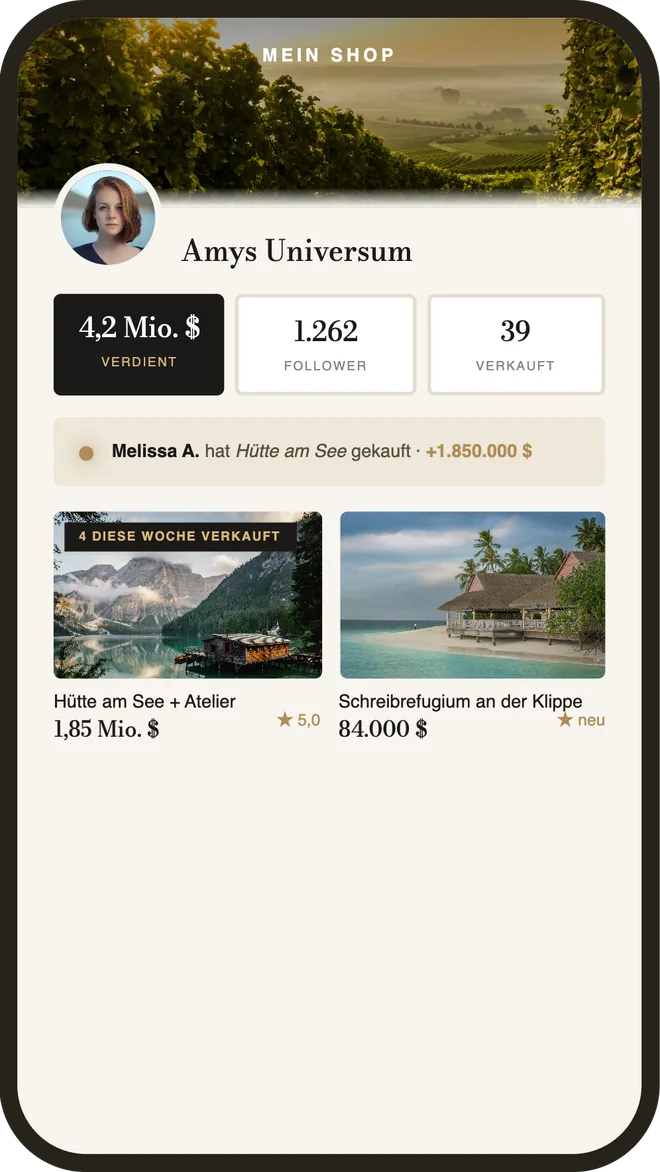 MEIN SHOP
Amys Universum
4,2 Mio. $
VERDIENT
1.262
FOLLOWER
39
VERKAUFT
Melissa A. hat Hütte am See gekauft · +1.850.000 $
4 DIESE WOCHE VERKAUFT
Hütte am See + Atelier
1,85 Mio. $
★ 5,0
Schreibrefugium an der Klippe
84.000 $
★ neu